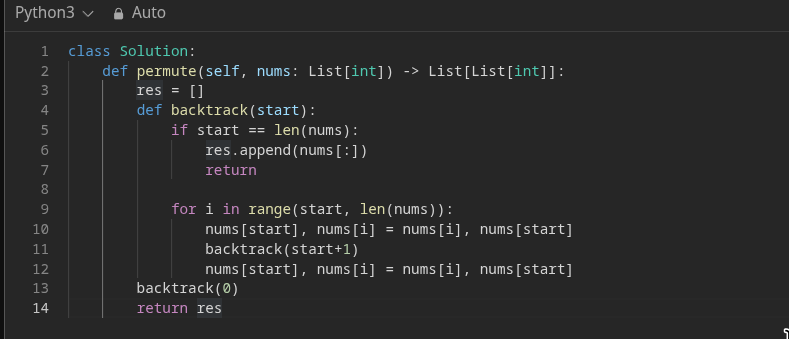 Python3 Auto
1 class Solution:
2     def permute(self, nums: List[int]) -> List[List[int]]:
3         res = []
4         def backtrack(start):
5             if start == len(nums):
6                 res.append(nums[:])
7                 return
8
9             for i in range(start, len(nums)):
10                 nums[start], nums[i] = nums[i], nums[start]
11                 backtrack(start+1)
12                 nums[start], nums[i] = nums[i], nums[start]
13         backtrack(0)
14         return res